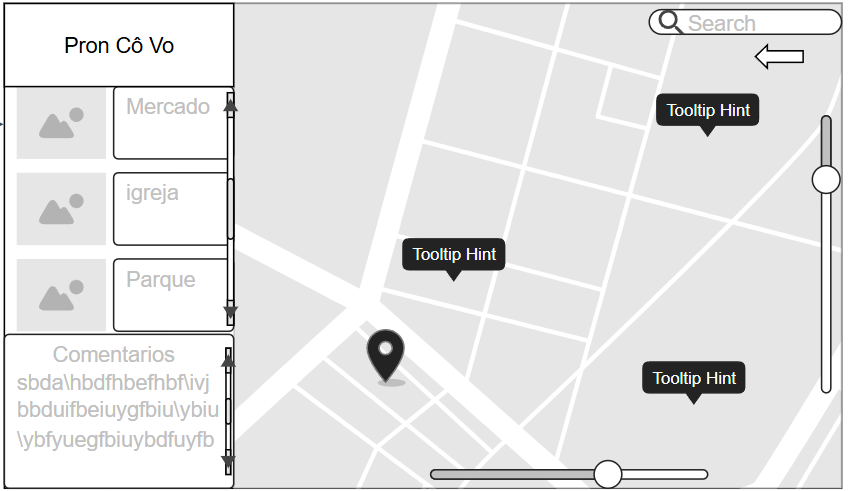 Pron Cô Vo
Mercado
igreja
Parque
Comentarios
sbda\hbdfhbefhbf\ivj
bbduifbeiuygfbiu\ybiu
\ybfyuegfbiuybdfuyfb
Search
Tooltip Hint
Tooltip Hint
Tooltip Hint